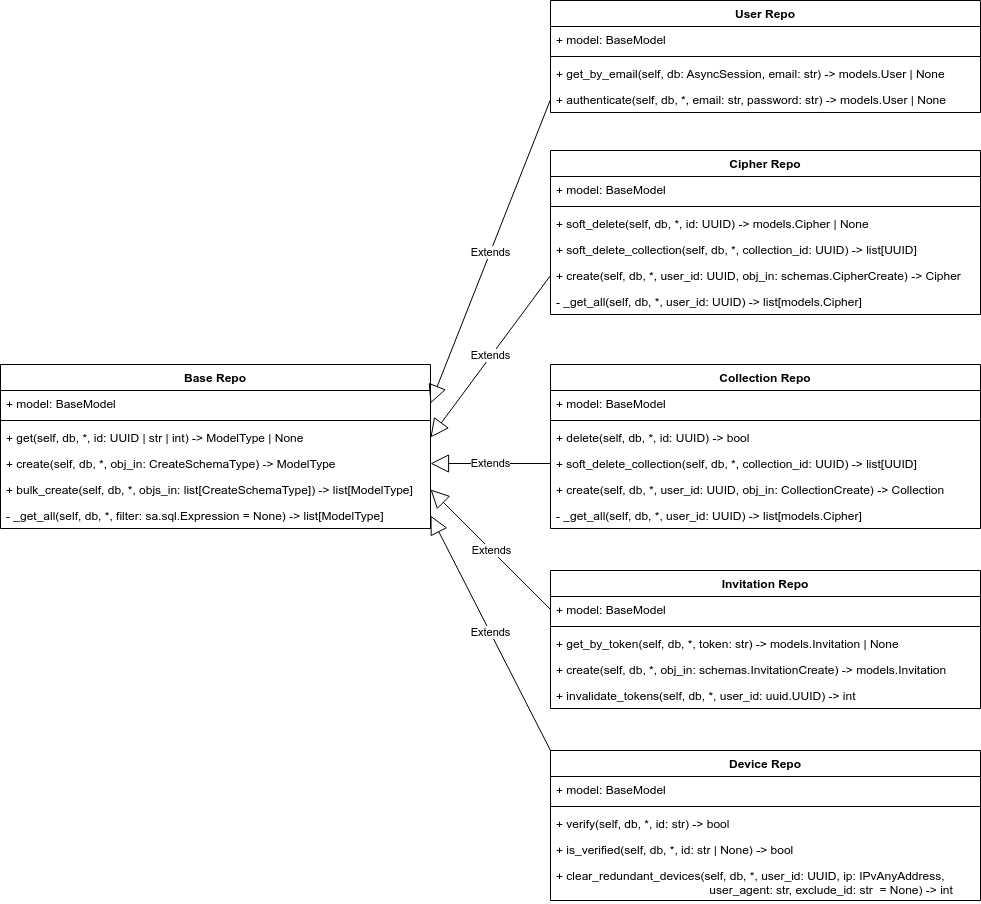 User Repo
+ model: BaseModel
+ get_by_email(self, db: AsyncSession, email: str) -> models.User | None
+ authenticate(self, db, *, email: str, password: str) -> models.User | None
Cipher Repo
+ model: BaseModel
+ soft_delete(self, db, *, id: UUID) -> models.Cipher | None
+ soft_delete_collection(self, db, *, collection_id: UUID) -> list[UUID]
+ create(self, db, *, user_id: UUID, obj_in: schemas.CipherCreate) -> Cipher
- _get_all(self, db, *, user_id: UUID) -> list[models.Cipher]
Extends
Extends
Base Repo
+ model: BaseModel
+ get(self, db, *, id: UUID | str | int) -> ModelType | None
+ create(self, db, *, obj_in: CreateSchemaType) -> ModelType
+ bulk_create(self, db, *, objs_in: list[CreateSchemaType]) -> list[ModelType]
- _get_all(self, db, *, filter: sa.sql.Expression = None) -> list[ModelType]
Extends
Collection Repo
+ model: BaseModel
+ delete(self, db, *, id: UUID) -> bool
+ soft_delete_collection(self, db, *, collection_id: UUID) -> list[UUID]
+ create(self, db, *, user_id: UUID, obj_in: CollectionCreate) -> Collection
- _get_all(self, db, *, user_id: UUID) -> list[models.Cipher]
Extends
Extends
Invitation Repo
+ model: BaseModel
+ get_by_token(self, db, *, token: str) -> models.Invitation | None
+ create(self, db, *, obj_in: schemas.InvitationCreate) -> models.Invitation
+ invalidate_tokens(self, db, *, user_id: uuid.UUID) -> int
Device Repo
+ model: BaseModel
+ verify(self, db, *, id: str) -> bool
+ is_verified(self, db, *, id: str | None) -> bool
+ clear_redundant_devices(self, db, *, user_id: UUID, ip: IPvAnyAddress,
user_agent: str, exclude_id: str  = None) -> int